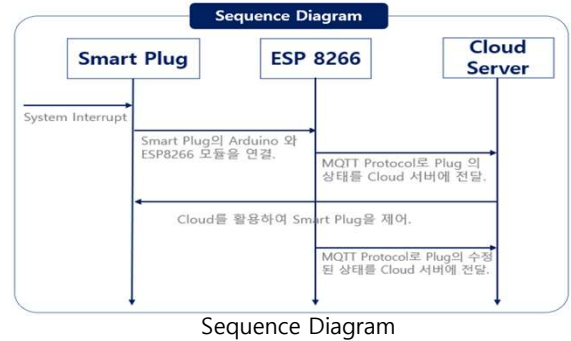 Sequence Diagram
Smart Plug
ESP 8266
Cloud
Server
System Interrupt
Smart Plug의 Arduino 와
ESP8266 모듈을 연결.
MQTT Protocol로 Plug 의
상태를 Cloud 서버에 전달.
Cloud를 활용하여 Smart Plug을 제어.
MQTT Protocol로 Plug의 수정
된 상태를 Cloud 서버에 전달.
Sequence Diagram